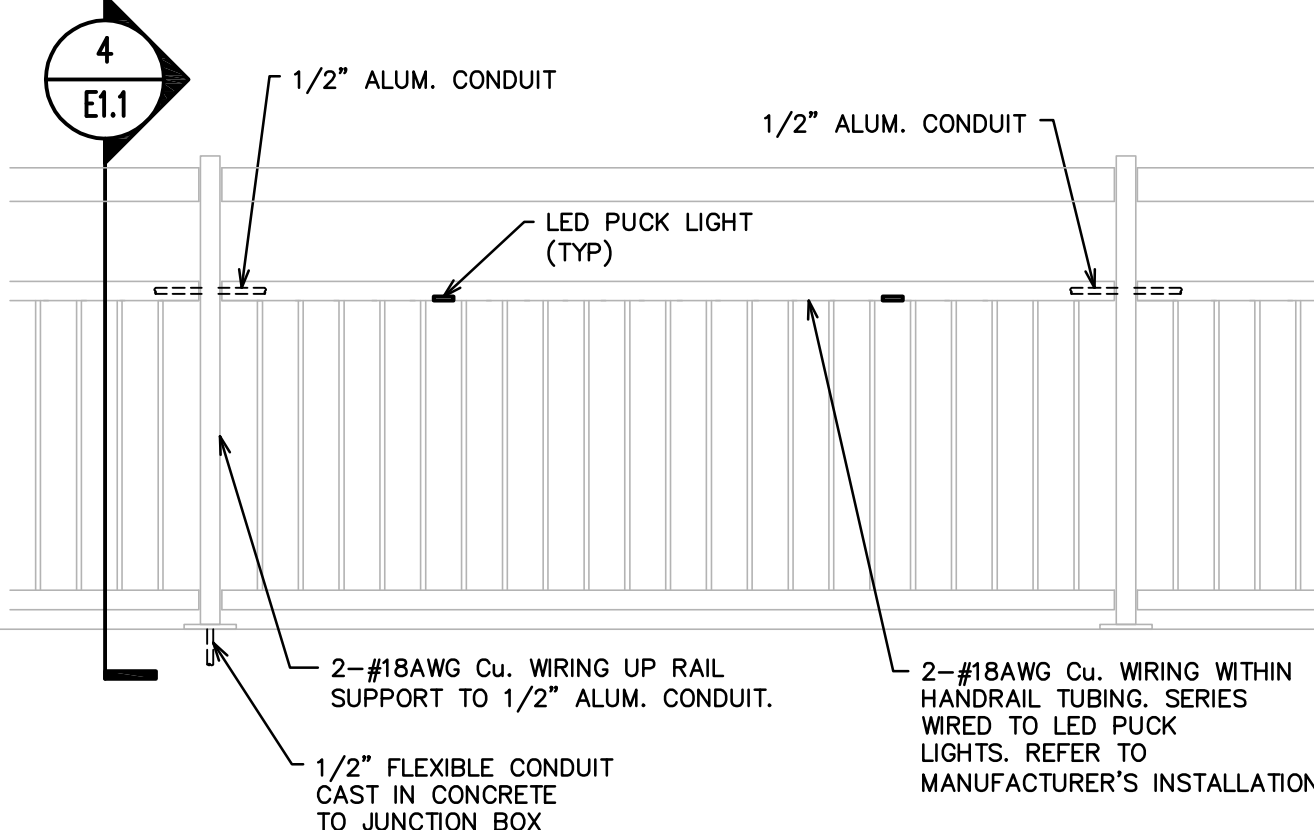 4
E1.1
1/2" ALUM. CONDUIT
1/2" ALUM. CONDUIT
LED PUCK LIGHT
(TYP)
2-#18AWG Cu. WIRING UP RAIL
SUPPORT TO 1/2" ALUM. CONDUIT.
2-#18AWG Cu. WIRING WITHIN
HANDRAIL TUBING. SERIES
WIRED TO LED PUCK
LIGHTS. REFER TO
MANUFACTURER'S INSTALLATION
1/2" FLEXIBLE CONDUIT
CAST IN CONCRETE
TO JUNCTION BOX